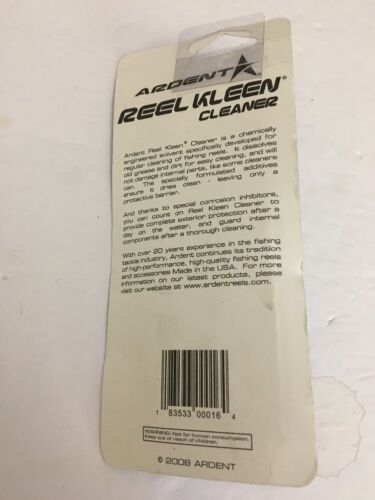 ARDENT
REEL KLEEN®
CLEANER
Ardent Reel Kleen® Cleaner is a chemically
engineered solvent specifically developed for
regular cleaning of fishing reels. It dissolves
old grease and dirt for easy cleaning, and will
not damage internal parts, like some cleaners
can. The specially formulated additives
ensure it dries clean - leaving only a
protective barrier.
And thanks to special corrosion inhibitors,
you can count on Reel Kleen Cleaner to
provide complete exterior protection after a
day on the water, and guard internal
components after a thorough cleaning.
With over 20 years experience in the fishing
tackle industry, Ardent continues its tradition
of high-performance, high-quality fishing reels
and accessories Made in the USA. For more
information on our latest products, please
visit our website at www.ardentreels.com.
1 83533 00016 4
WARNING: Not for human consumption.
Keep out of reach of children.
© 2008 ARDENT